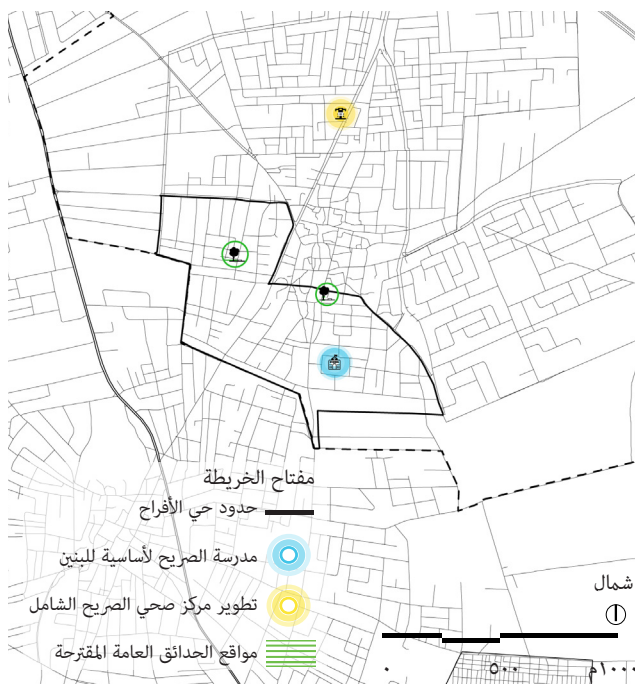 مفتاح الخريطة
حدود حي الأفراح
مدرسة الصريح لأساسية للبنين
تطوير مركز صحي الصريح الشامل
مواقع الحدائق العامة المقترحة
شمال
٠ ٥٠٠ ١٠٠٠م